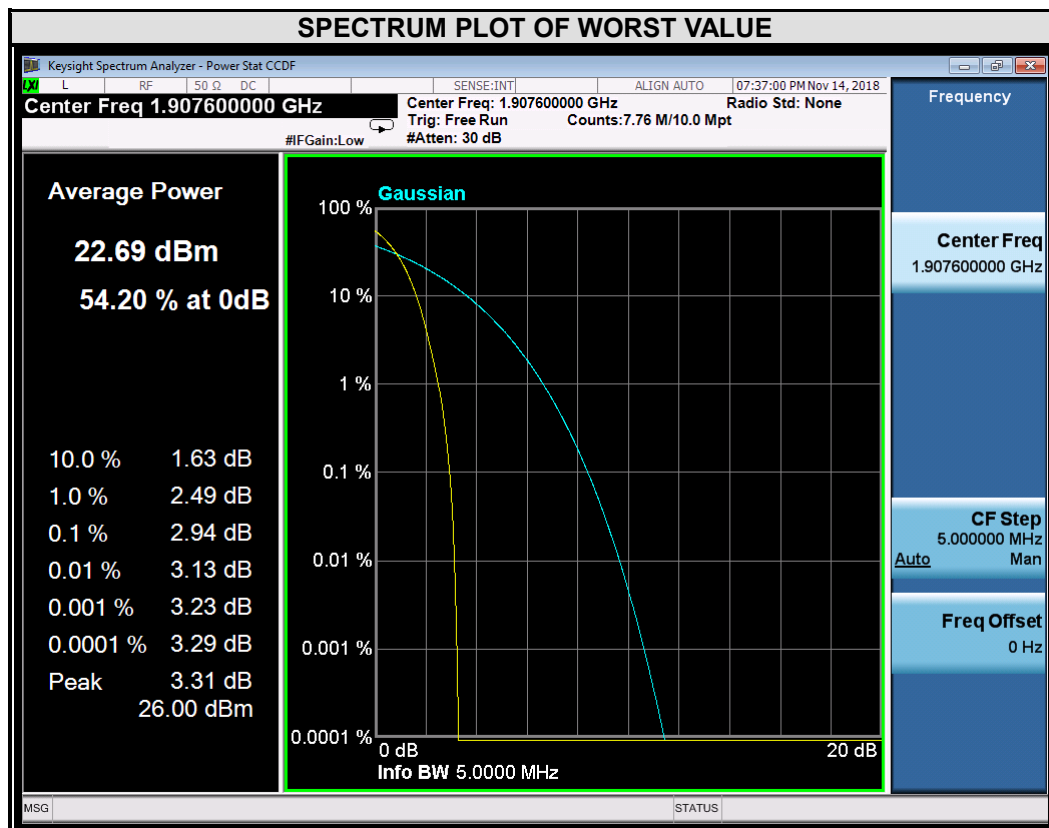 SPECTRUM PLOT OF WORST VALUE
Keysight Spectrum Analyzer - Power Stat CCDF
LXI L RF 50 Ω DC SENSE:INT ALIGN AUTO 07:37:00 PM Nov 14, 2018
Center Freq 1.907600000 GHz
Center Freq: 1.907600000 GHz Radio Std: None
Trig: Free Run Counts:7.76 M/10.0 Mpt
#IFGain:Low #Atten: 30 dB
Average Power
22.69 dBm
54.20 % at 0dB
10.0 % 1.63 dB
1.0 % 2.49 dB
0.1 % 2.94 dB
0.01 % 3.13 dB
0.001 % 3.23 dB
0.0001 % 3.29 dB
Peak 3.31 dB
26.00 dBm
Gaussian
100 %
10 %
1 %
0.1 %
0.01 %
0.001 %
0.0001 %
0 dB 20 dB
Info BW 5.0000 MHz
Frequency
Center Freq
1.907600000 GHz
CF Step
5.000000 MHz
Auto Man
Freq Offset
0 Hz
MSG STATUS